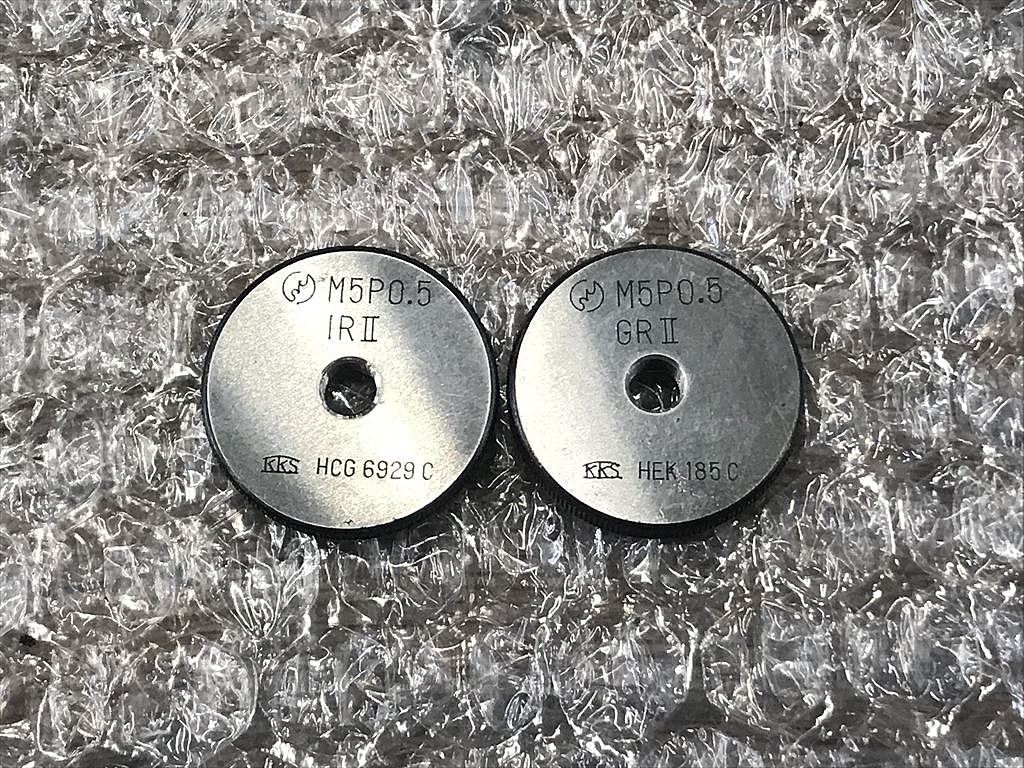 M5P0.5
IRⅡ
KKS HCG 6929 C
M5P0.5
GRⅡ
KKS HEK 185 C